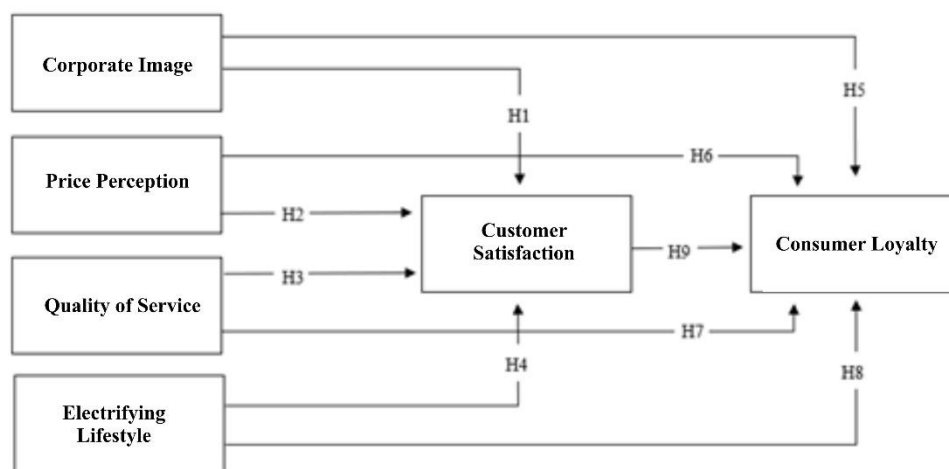 Corporate Image
H5
H1
Price Perception
H6
H2
Customer
Satisfaction
H9
Consumer Loyalty
H3
Quality of Service
H7
H4
H8
Electrifying
Lifestyle